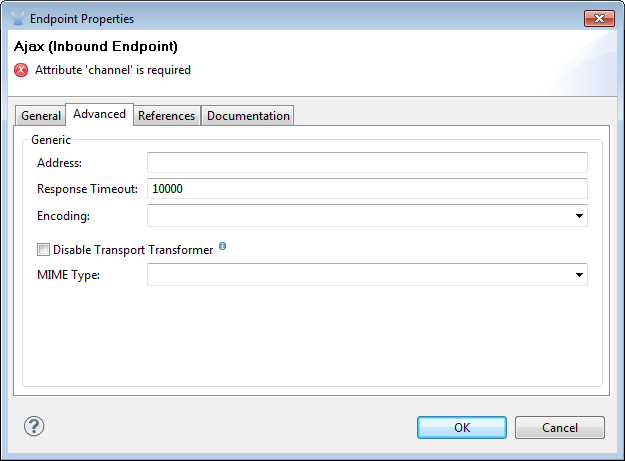 Endpoint Properties
Ajax (Inbound Endpoint)
Attribute 'channel' is required
General Advanced References Documentation
Generic
Address:
Response Timeout: 10000
Encoding:
Disable Transport Transformer
MIME Type:
OK Cancel